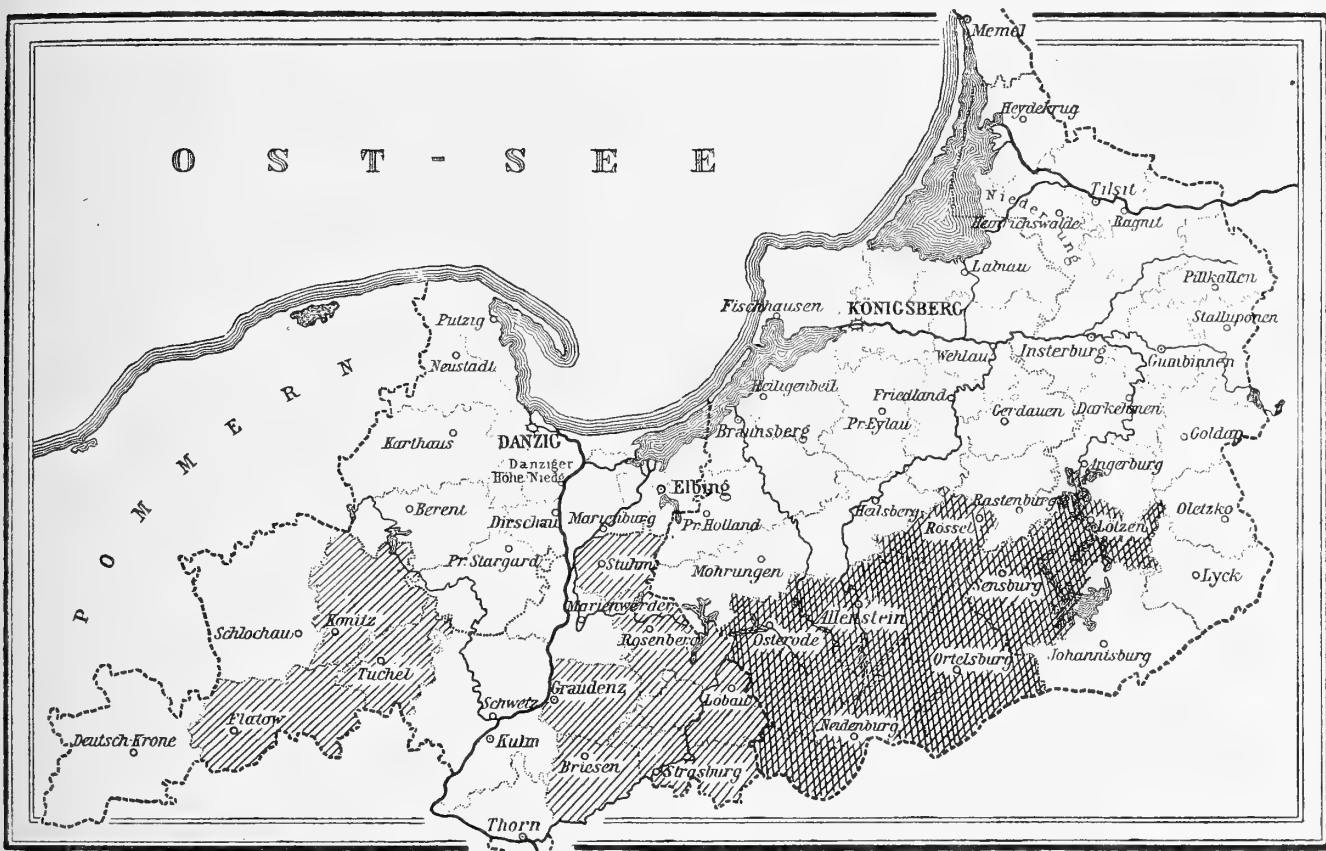 Memel
Heydekrug
OST-SEE
Tilsit
Niederung
Heinrichswalde
Ragnit
Labiau
Pillkallen
Fischhausen
KÖNIGSBERG
Stallupönen
Putzig
Wehlau
Insterburg
Gumbinnen
Neustadt
POMMERN
Heiligenbeil
Friedland
Gerdauen
Darkehmen
Pr.Eylau
Braunsberg
Karthaus
DANZIG
Goldap
Danziger
Höhe Niedg.
Ingerburg
Elbing
Berent
Dirschau
Marienburg
Pr.Holland
Heilsberg
Rössel
Rastenburg
Lötzen
Oletzko
Pr.Stargard
Stuhm
Mohrungen
Sensburg
Lyck
Marienwerder
Allenstein
Schlochau
Konitz
Rosenberg
Osterode
Ortelsburg
Johannisburg
Tuchel
Graudenz
Löbau
Schwetz
Flatow
Neidenburg
Deutsch-Krone
Kulm
Briesen
Strasburg
Thorn